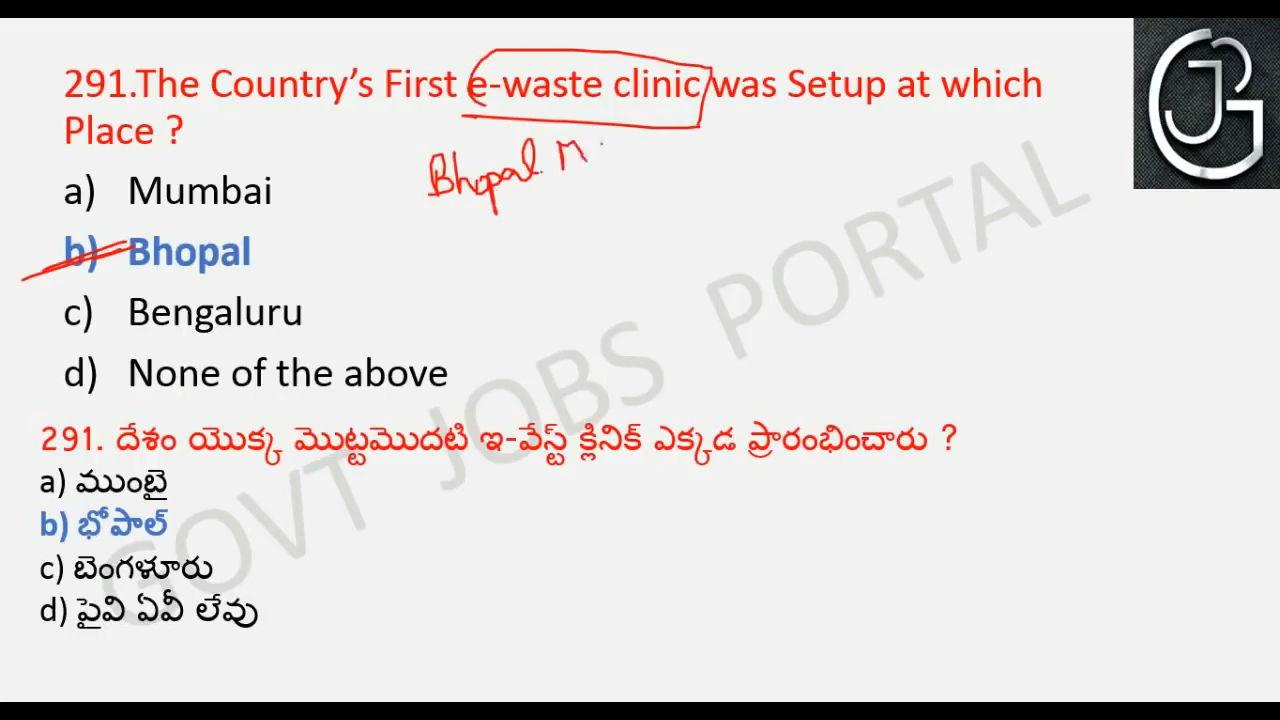 291.The Country's First e-waste clinic was Setup at which
Place ?
Bhopal M
a) Mumbai
b) Bhopal
c) Bengaluru
d) None of the above
291. దేశం యొక్క మొట్టమొదటి ఇ-వేస్ట్ క్లినిక్ ఎక్కడ ప్రారంభించారు ?
a) ముంబై
b) భోపాల్
c) బెంగళూరు
d) పైవి ఏవీ లేవు
GOVT JOBS PORTAL
GJ